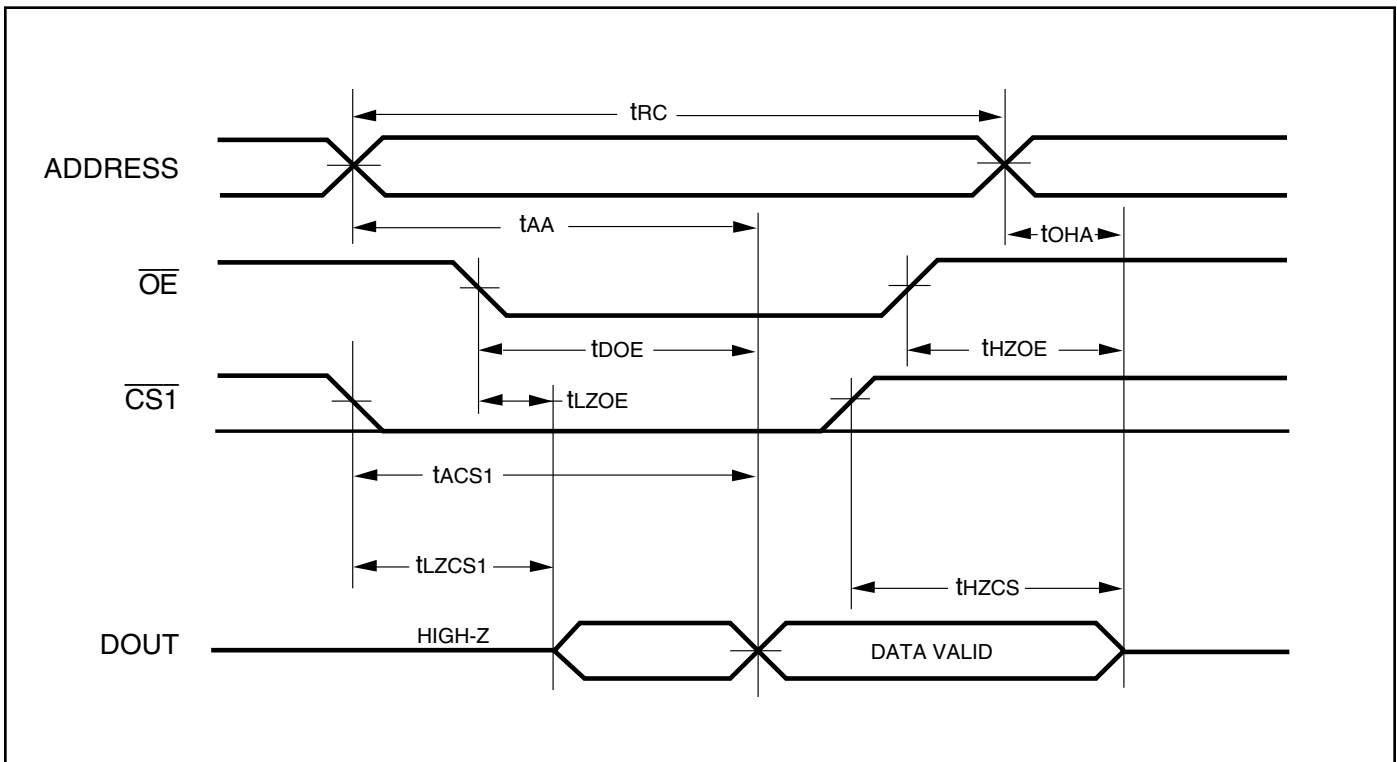 tRC
ADDRESS
tAA
tOHA
OE
tDOE
tHZOE
CS1
tLZOE
tACS1
tLZCS1
tHZCS
DOUT
HIGH-Z
DATA VALID